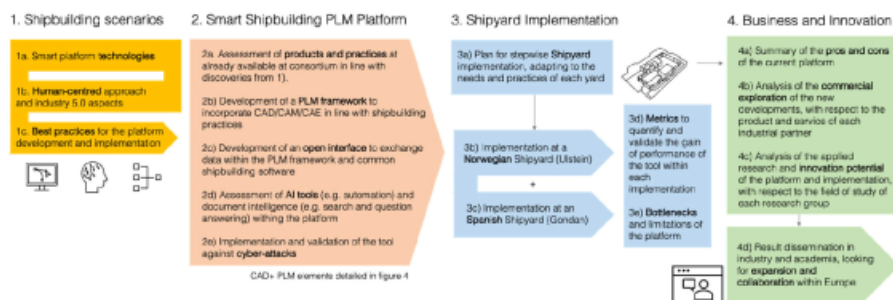 1. Shipbuilding scenarios
1a. Smart platform technologies
1b. Human-centred approach
and industry 5.0 aspects
1c. Best practices for the platform
development and implementation
2. Smart Shipbuilding PLM Platform
2a. Assessment of products and practices at
already available at consortium in line with
discoveries from 1).
2b) Development of a PLM framework to
incorporate CAD/CAM/CAE in line with shipbuilding
practices
2c) Development of an open interface to exchange
data within the PLM framework and common
shipbuilding software
2d) Assessment of AI tools (e.g. automation) and
document intelligence (e.g. search and question
answering) withing the platform
2e) Implementation and validation of the tool
against cyber-attacks
CAD+ PLM elements detailed in figure 4
3. Shipyard Implementation
3a) Plan for stepwise Shipyard
implementation, adapting to the
needs and practices of each yard
3b) Implementation at a
Norwegian Shipyard (Ulstein)
+
3c) Implementation at an
Spanish Shipyard (Gondan)
3d) Metrics to
quantify and
validate the gain
of performance of
the tool within
each
implementation
3e) Bottlenecks
and limitations of
the platform
4. Business and Innovation
4a) Summary of the pros and cons
of the current platform
4b) Analysis of the commercial
exploration of the new
developments, with respect to the
product and service of each
industrial partner
4c) Analysis of the applied
research and innovation potential
of the platform and implementation,
with respect to the field of study of
each research group
4d) Result dissemination in
industry and academia, looking
for expansion and
collaboration within Europe